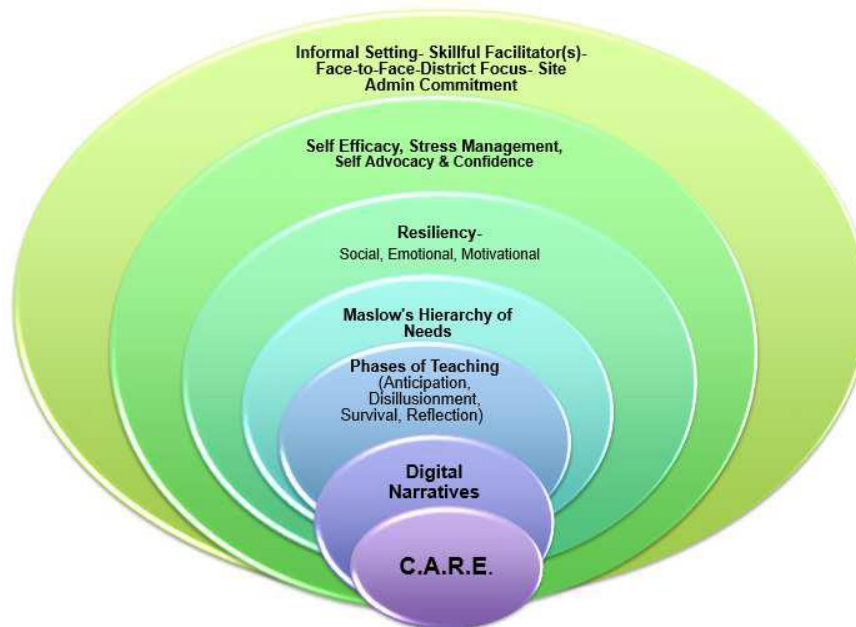 Informal Setting- Skillful Facilitator(s)-
Face-to-Face-District Focus- Site
Admin Commitment
Self Efficacy, Stress Management,
Self Advocacy & Confidence
Resiliency-
Social, Emotional, Motivational
Maslow's Hierarchy of
Needs
Phases of Teaching
(Anticipation,
Disillusionment,
Survival, Reflection)
Digital
Narratives
C.A.R.E.